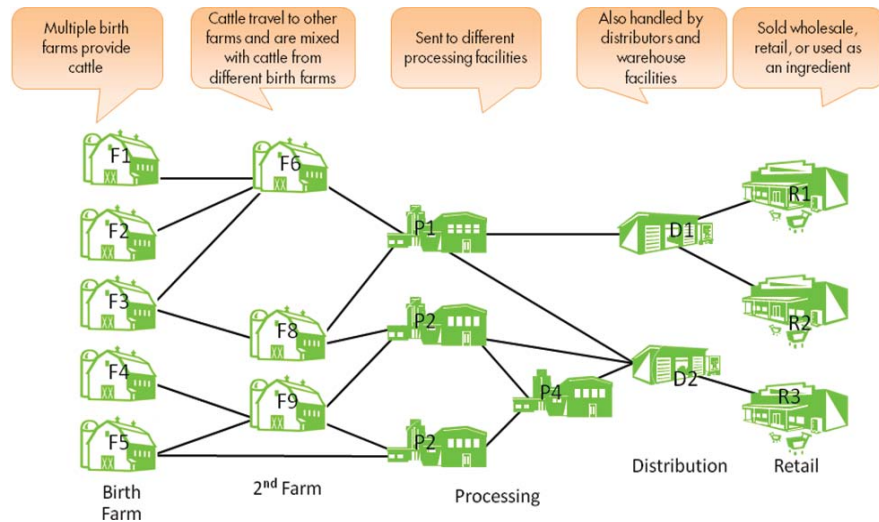 Multiple birth
farms provide
cattle
Cattle travel to other
farms and are mixed
with cattle from
different birth farms
Sent to different
processing facilities
Also handled by
distributors and
warehouse
facilities
Sold wholesale,
retail, or used as
an ingredient
F1
F2
F3
F4
F5
Birth
Farm
F6
F8
F9
2nd Farm
P1
P2
P2
P4
Processing
D1
D2
Distribution
R1
R2
R3
Retail